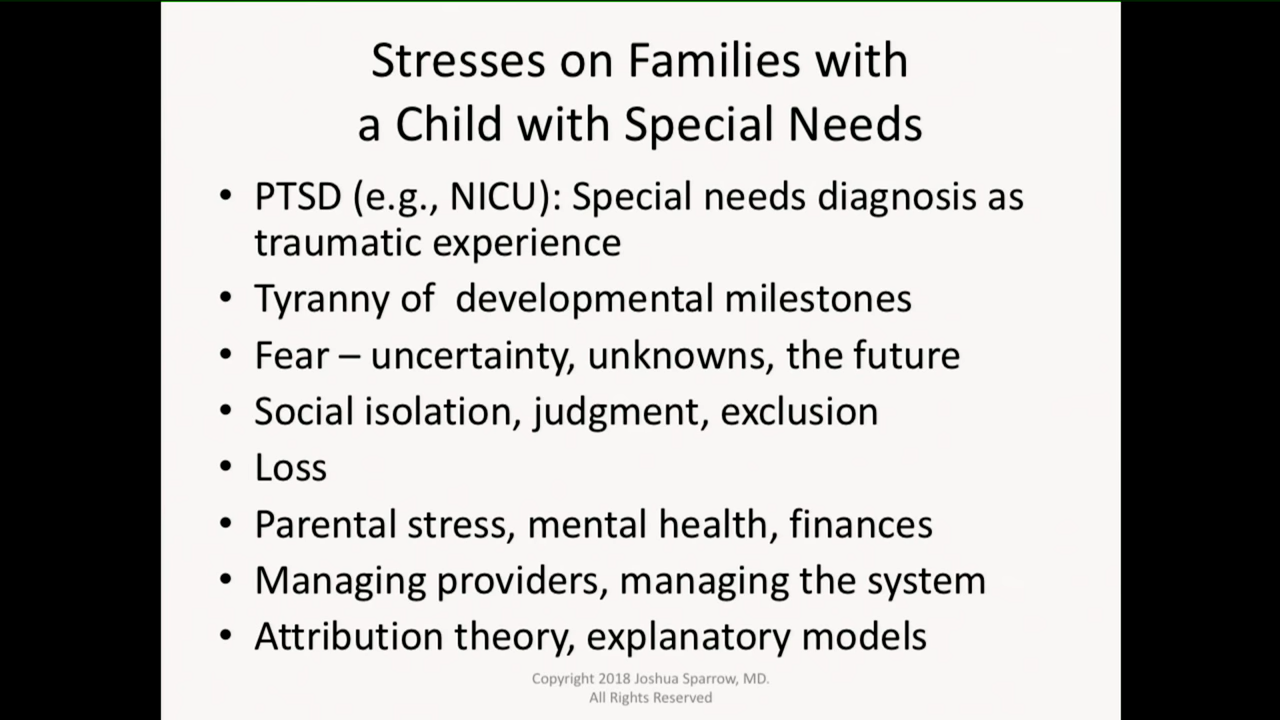 Stresses on Families with
a Child with Special Needs
• PTSD (e.g., NICU): Special needs diagnosis as
traumatic experience
• Tyranny of  developmental milestones
• Fear – uncertainty, unknowns, the future
• Social isolation, judgment, exclusion
• Loss
• Parental stress, mental health, finances
• Managing providers, managing the system
• Attribution theory, explanatory models
Copyright 2018 Joshua Sparrow, MD.
All Rights Reserved